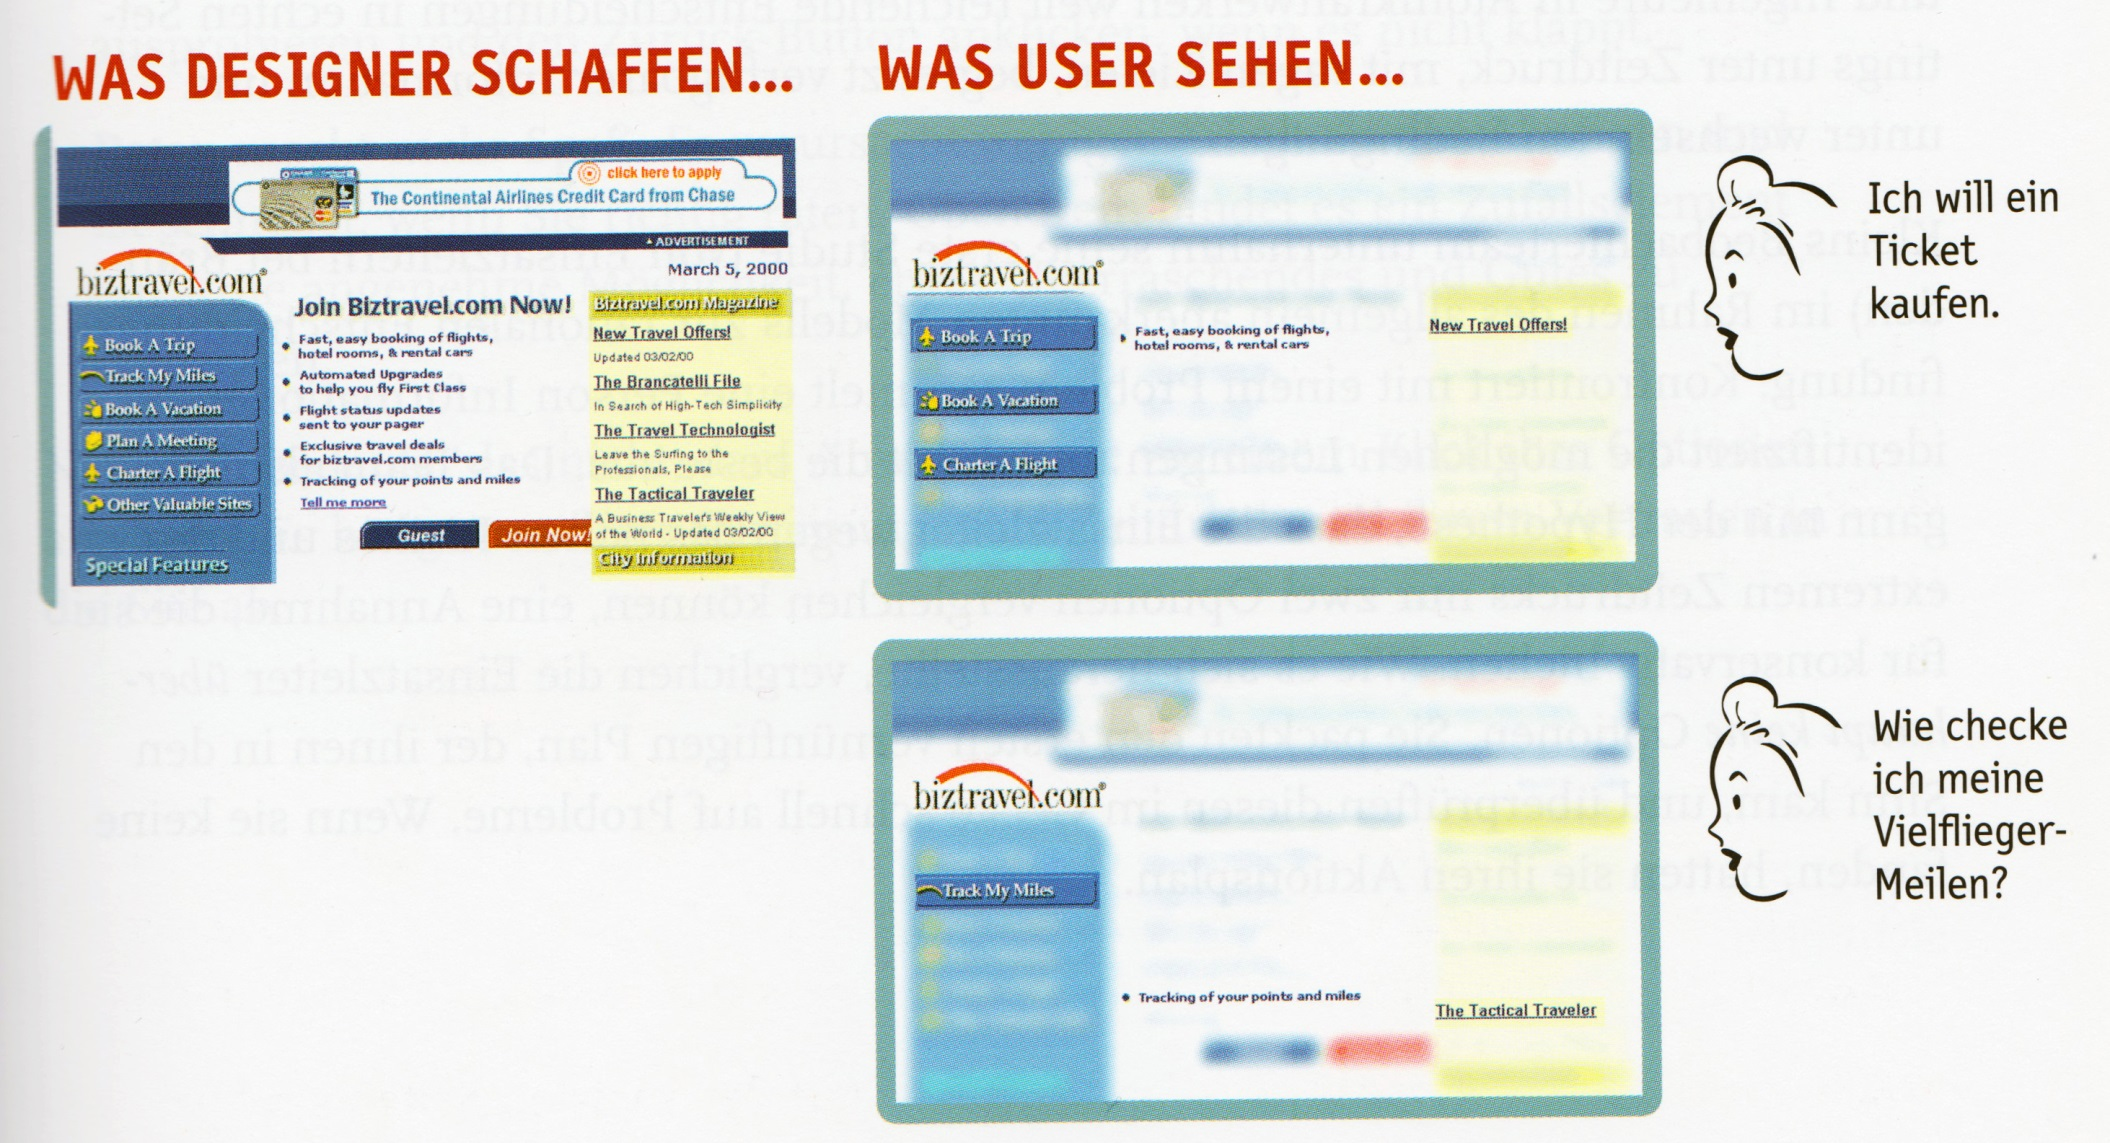 WAS DESIGNER SCHAFFEN...
click here to apply
The Continental Airlines Credit Card from Chase
ADVERTISEMENT
March 5, 2000
biztravel.com®
Book A Trip
Track My Miles
Book A Vacation
Plan A Meeting
Charter A Flight
Other Valuable Sites
Special Features
Join Biztravel.com Now!
• Fast, easy booking of flights,
hotel rooms, & rental cars
• Automated Upgrades
to help you fly First Class
• Flight status updates
sent to your pager
• Exclusive travel deals
for biztravel.com members
• Tracking of your points and miles
Tell me more
Guest
Join Now!
Biztravel.com Magazine
New Travel Offers!
Updated 03/02/00
The Brancatelli File
In Search of High-Tech Simplicity
The Travel Technologist
Leave the Surfing to the
Professionals, Please
The Tactical Traveler
A Business Traveler's Weekly View
of the World - Updated 03/02/00
City Information
WAS USER SEHEN...
biztravel.com®
Book A Trip
Book A Vacation
Charter A Flight
• Fast, easy booking of flights,
hotel rooms, & rental cars
New Travel Offers!
Ich will ein
Ticket
kaufen.
biztravel.com®
Track My Miles
• Tracking of your points and miles
The Tactical Traveler
Wie checke
ich meine
Vielflieger-
Meilen?